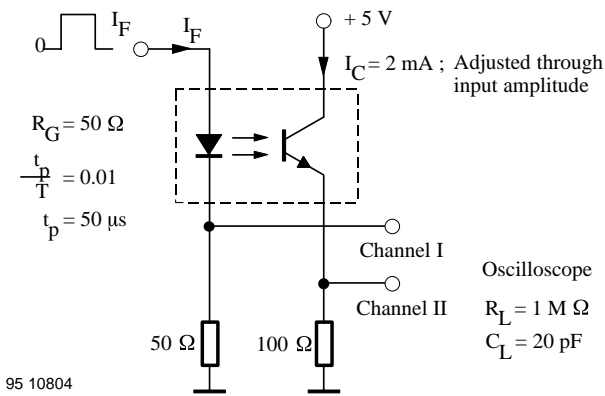 0
I_F
I_F
+ 5 V
I_C = 2 mA ; Adjusted through
input amplitude
R_G = 50 Ω
t_p
T
= 0.01
t_p = 50 μs
Channel I
Channel II
Oscilloscope
R_L = 1 M Ω
C_L = 20 pF
50 Ω
100 Ω
95 10804